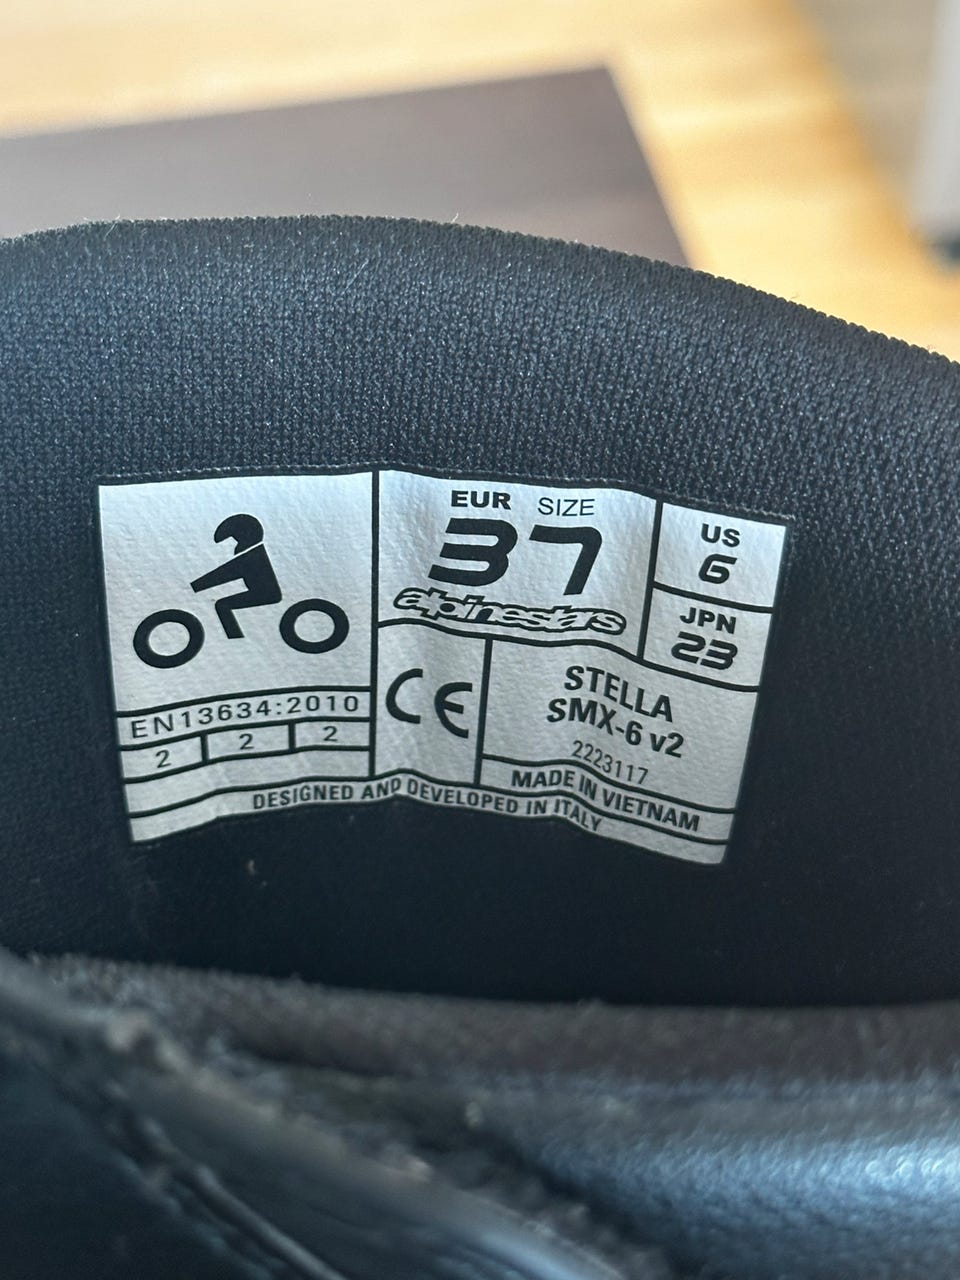 EUR SIZE
37
alpinestars
US
6
JPN
23
EN13634:2010
2 2 2
CE
STELLA
SMX-6 v2
2223117
MADE IN VIETNAM
DESIGNED AND DEVELOPED IN ITALY